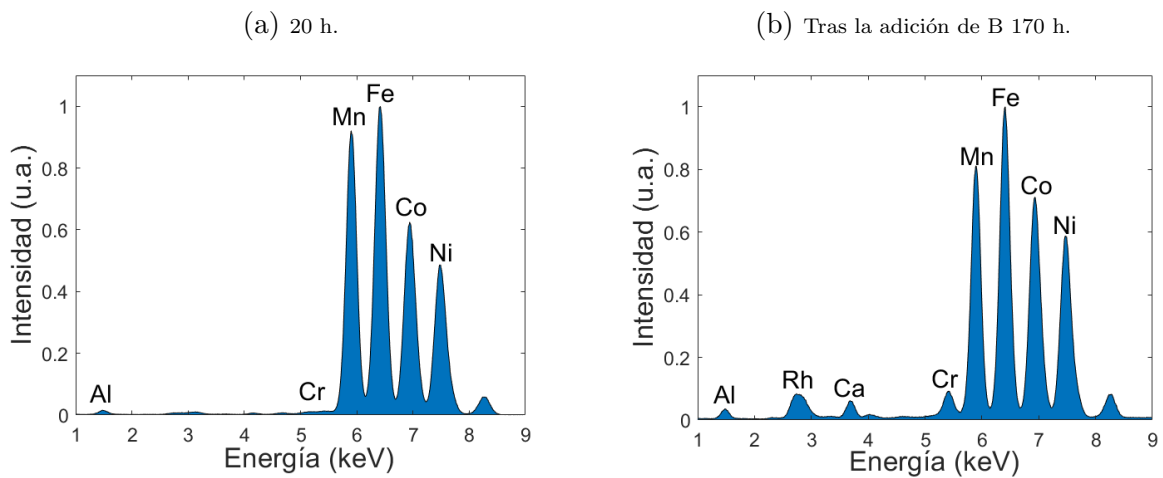 (a) 20 h.
Fe
Mn
Co
Ni
Al
Cr
Intensidad (u.a.)
1
0.8
0.6
0.4
0.2
0
1 2 3 4 5 6 7 8 9
Energía (keV)
(b) Tras la adición de B 170 h.
Fe
Mn
Co
Ni
Al
Rh
Ca
Cr
Intensidad (u.a.)
1
0.8
0.6
0.4
0.2
0
1 2 3 4 5 6 7 8 9
Energía (keV)